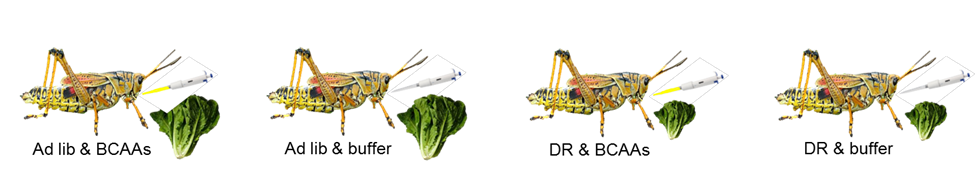 Ad lib & BCAAs
Ad lib & buffer
DR & BCAAs
DR & buffer